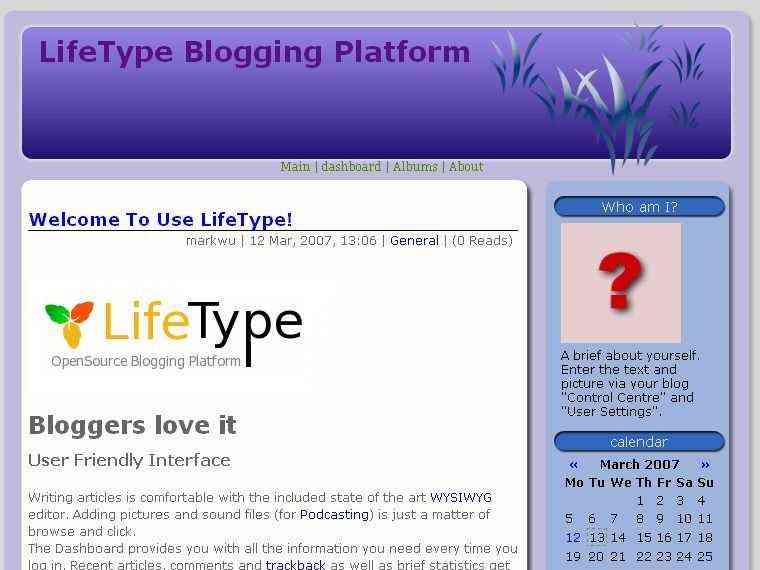 LifeType Blogging Platform
Main | dashboard | Albums | About
Welcome To Use LifeType!
markwu | 12 Mar, 2007, 13:06 | General | (0 Reads)
LifeType
OpenSource Blogging Platform
Bloggers love it
User Friendly Interface
Writing articles is comfortable with the included state of the art WYSIWYG
editor. Adding pictures and sound files (for Podcasting) is just a matter of
browse and click.
The Dashboard provides you with all the information you need every time you
log in. Recent articles, comments and trackback as well as brief statistics get
Who am I?
?
A brief about yourself.
Enter the text and
picture via your blog
"Control Centre" and
"User Settings".
calendar
« March 2007 »
Mo Tu We Th Fr Sa Su
1 2 3 4
5 6 7 8 9 10 11
12 13 14 15 16 17 18
19 20 21 22 23 24 25